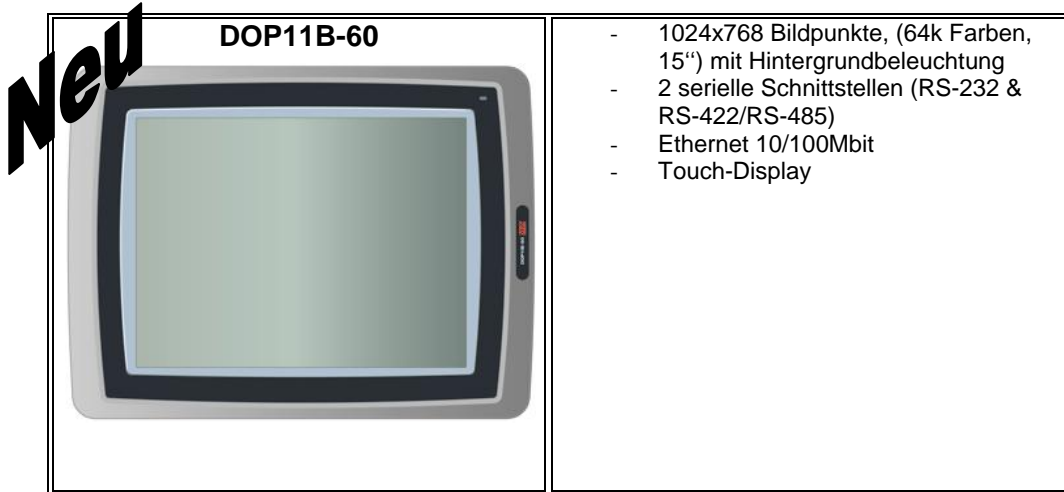 Neu
DOP11B-60
- 1024x768 Bildpunkte, (64k Farben,
15“) mit Hintergrundbeleuchtung
- 2 serielle Schnittstellen (RS-232 &
RS-422/RS-485)
- Ethernet 10/100Mbit
- Touch-Display